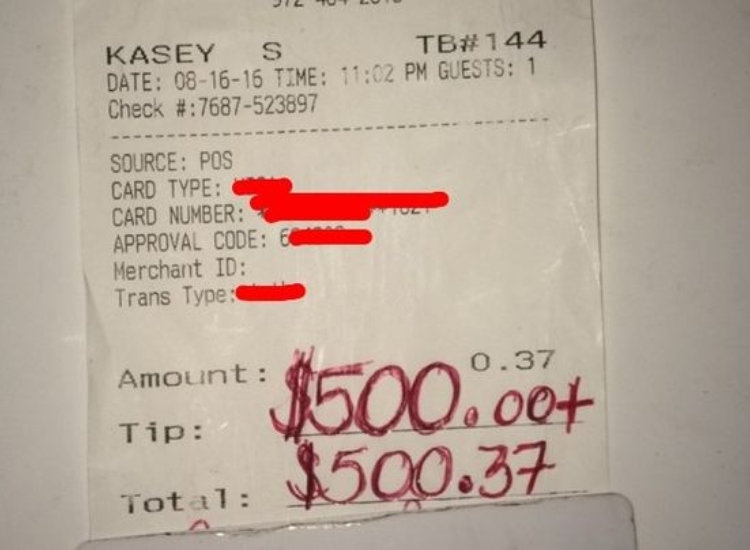 KASEY S TB#144
DATE: 08-16-16 TIME: 11:02 PM GUESTS: 1
Check #:7687-523897
SOURCE: POS
CARD TYPE:
CARD NUMBER:
APPROVAL CODE: 6
Merchant ID:
Trans Type:
Amount: 0.37
Tip: $500.00+
Total: $500.37